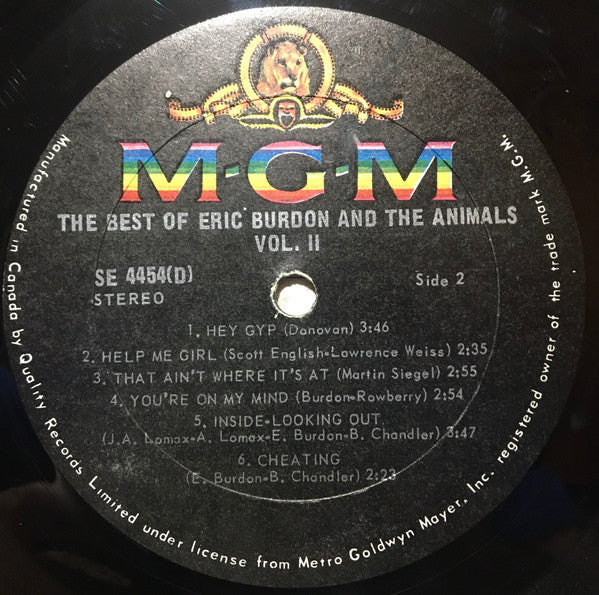 M-G-M
THE BEST OF ERIC BURDON AND THE ANIMALS
VOL. II
SE 4454(D)
STEREO
Side 2
1. HEY GYP (Donovan) 3:46
2. HELP ME GIRL (Scott English-Lawrence Weiss) 2:35
3. THAT AIN'T WHERE IT'S AT (Martin Siegel) 2:55
4. YOU'RE ON MY MIND (Burdon-Rowberry) 2:54
5. INSIDE-LOOKING OUT
(J.A. Lomax-A. Lomax-E. Burdon-B. Chandler) 3:47
6. CHEATING
(E. Burdon-B. Chandler) 2:23
Manufactured in Canada by Quality Records Limited under license from Metro Goldwyn Mayer, Inc. registered owner of the trade mark M.G.M.